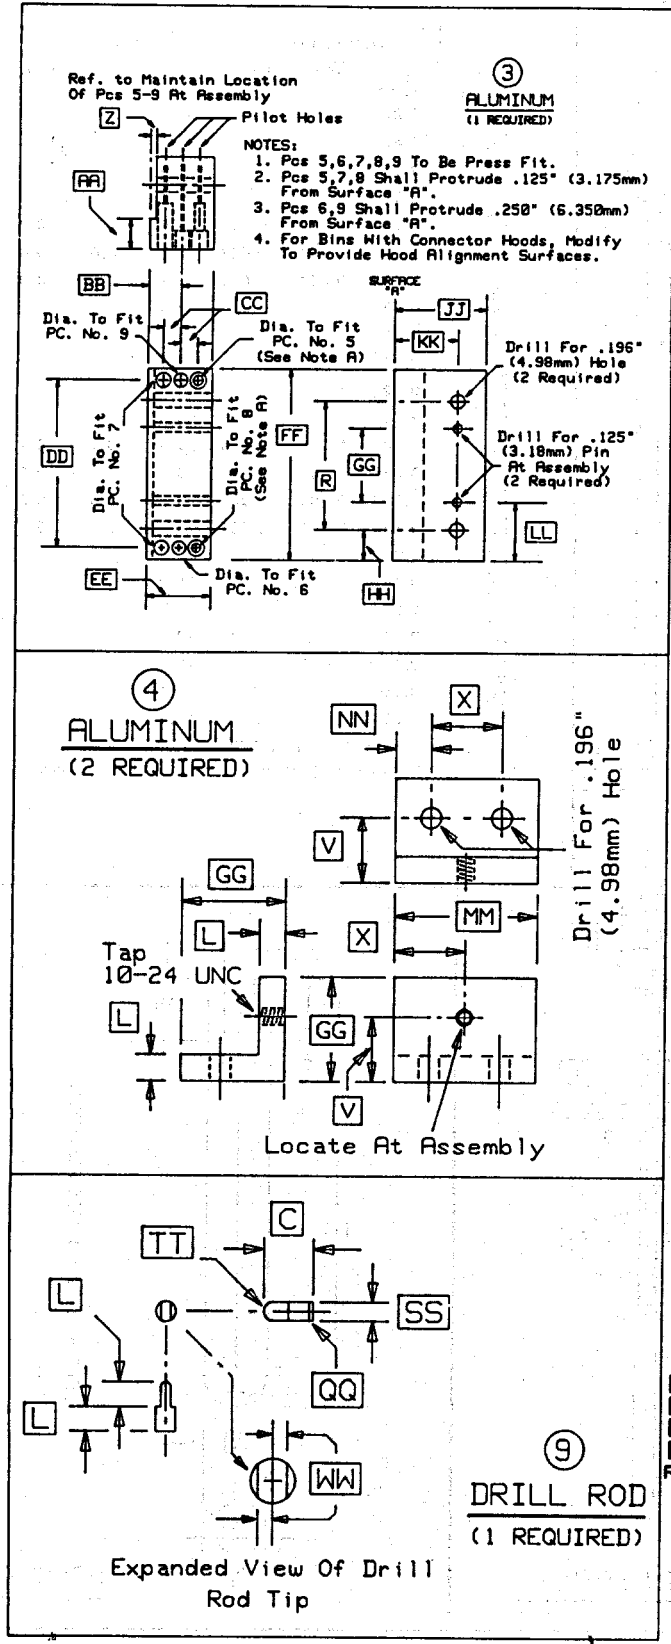 3
ALUMINUM
(1 REQUIRED)
Ref. to Maintain Location
Of Pcs 5-9 At Assembly
Z
Pilot Holes
NOTES:
1. Pcs 5,6,7,8,9 To Be Press Fit.
2. Pcs 5,7,8 Shall Protrude .125" (3.175mm)
From Surface "A".
3. Pcs 6,9 Shall Protrude .250" (6.350mm)
From Surface "A".
4. For Bins With Connector Hoods, Modify
To Provide Hood Alignment Surfaces.
AA
BB
CC
SURFACE
"A"
JJ
KK
Dia. To Fit
PC. No. 9
Dia. To Fit
PC. No. 5
(See Note A)
Drill For .196"
(4.98mm) Hole
(2 Required)
DD
Dia. To Fit
PC. No. 7
Dia. To Fit
PC. No. 8
(See Note A)
FF
R
GG
Drill For .125"
(3.18mm) Pin
At Assembly
(2 Required)
LL
EE
Dia. To Fit
PC. No. 6
HH
4
ALUMINUM
(2 REQUIRED)
NN
X
V
Drill For .196"
(4.98mm) Hole
GG
L
X
MM
Tap
10-24 UNC
L
GG
V
Locate At Assembly
C
TT
L
SS
L
QQ
WW
9
DRILL ROD
(1 REQUIRED)
Expanded View Of Drill
Rod Tip